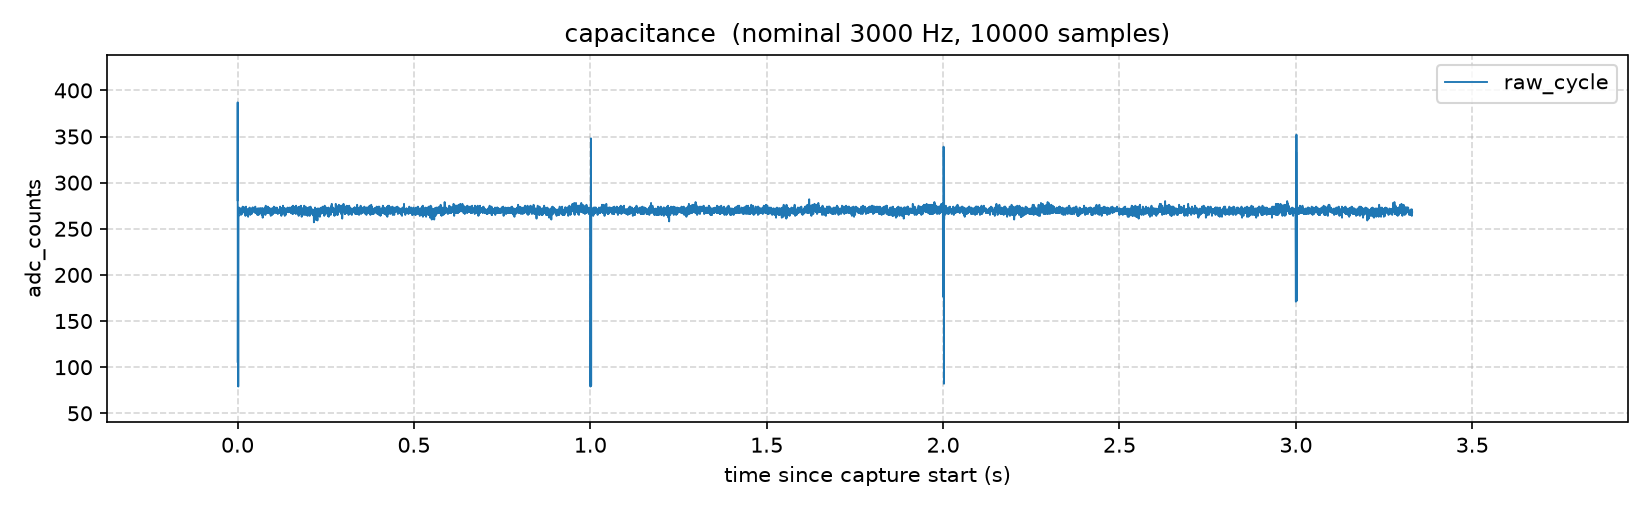 capacitance  (nominal 3000 Hz, 10000 samples)
raw_cycle
adc_counts
400
350
300
250
200
150
100
50
0.0 0.5 1.0 1.5 2.0 2.5 3.0 3.5
time since capture start (s)